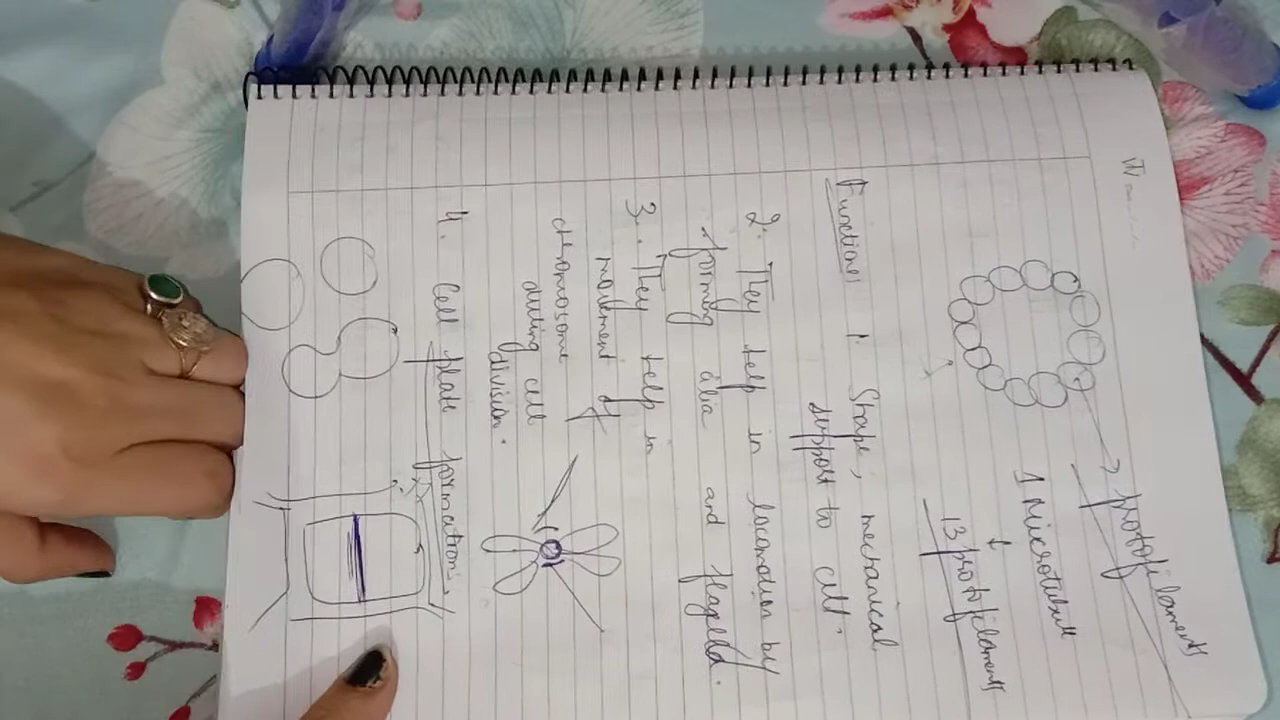 protofilaments
1 Microtubule
↓
13 protofilaments
Functions 1. Shape, mechanical
support to cell.
2. They help in locomotion by
forming cilia and flagella.
3. They help in
movement of
chromosome
during cell
division.
4. Cell plate formation